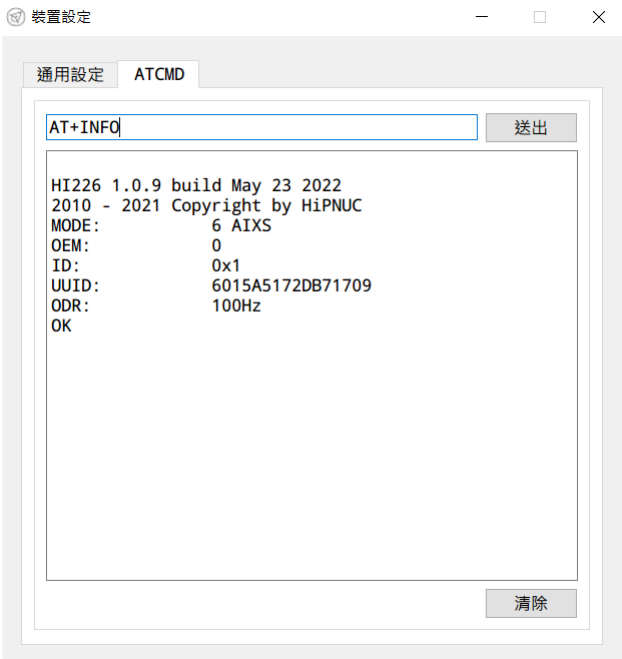 裝置設定
通用設定 ATCMD
AT+INFO 送出
HI226 1.0.9 build May 23 2022
2010 - 2021 Copyright by HiPNUC
MODE: 6 AIXS
OEM: 0
ID: 0x1
UUID: 6015A5172DB71709
ODR: 100Hz
OK
清除